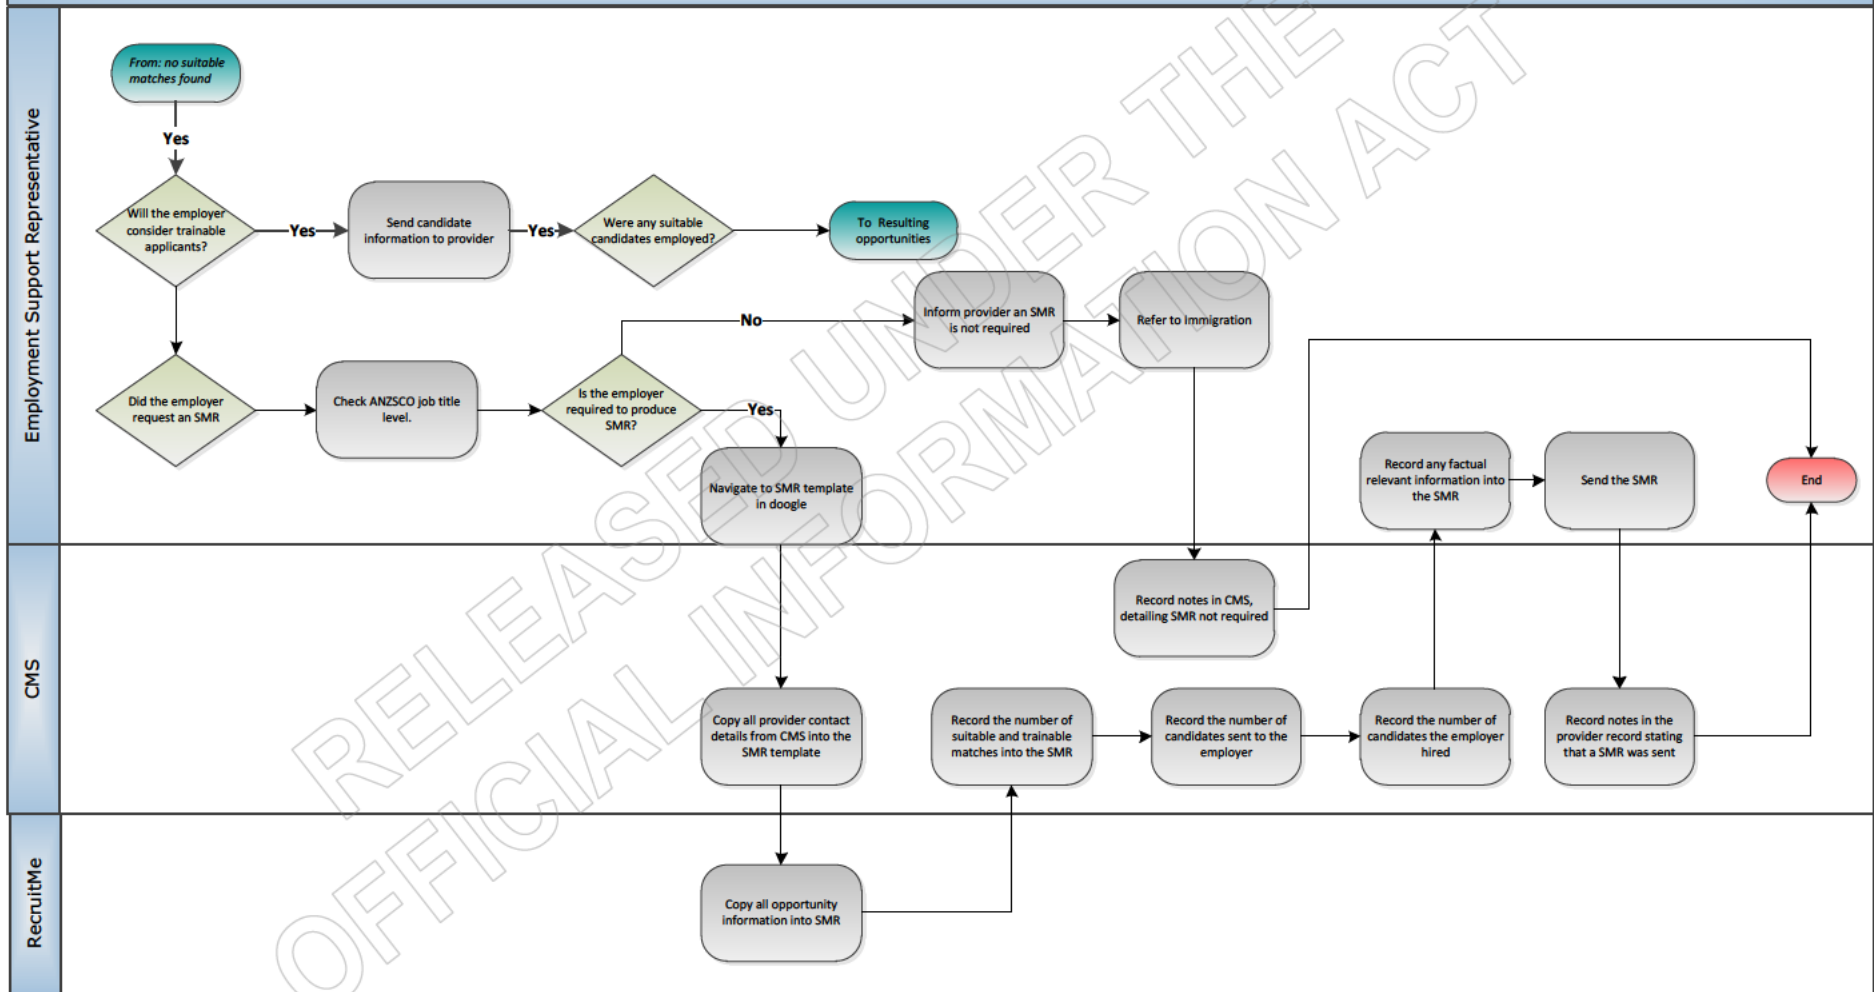 Employment Support Representative
From: no suitable
matches found
Yes
Will the employer
consider trainable
applicants?
Yes
Send candidate
information to provider
Yes
Were any suitable
candidates employed?
To Resulting
opportunities
Did the employer
request an SMR
Check ANZSCO job title
level.
Is the employer
required to produce
SMR?
No
Inform provider an SMR
is not required
Refer to Immigration
Yes
Navigate to SMR template
in doogle
Record any factual
relevant information into
the SMR
Send the SMR
End
CMS
Record notes in CMS,
detailing SMR not required
Copy all provider contact
details from CMS into the
SMR template
Record the number of
suitable and trainable
matches into the SMR
Record the number of
candidates sent to the
employer
Record the number of
candidates the employer
hired
Record notes in the
provider record stating
that a SMR was sent
RecruitMe
Copy all opportunity
information into SMR
RELEASED UNDER THE
OFFICIAL INFORMATION ACT